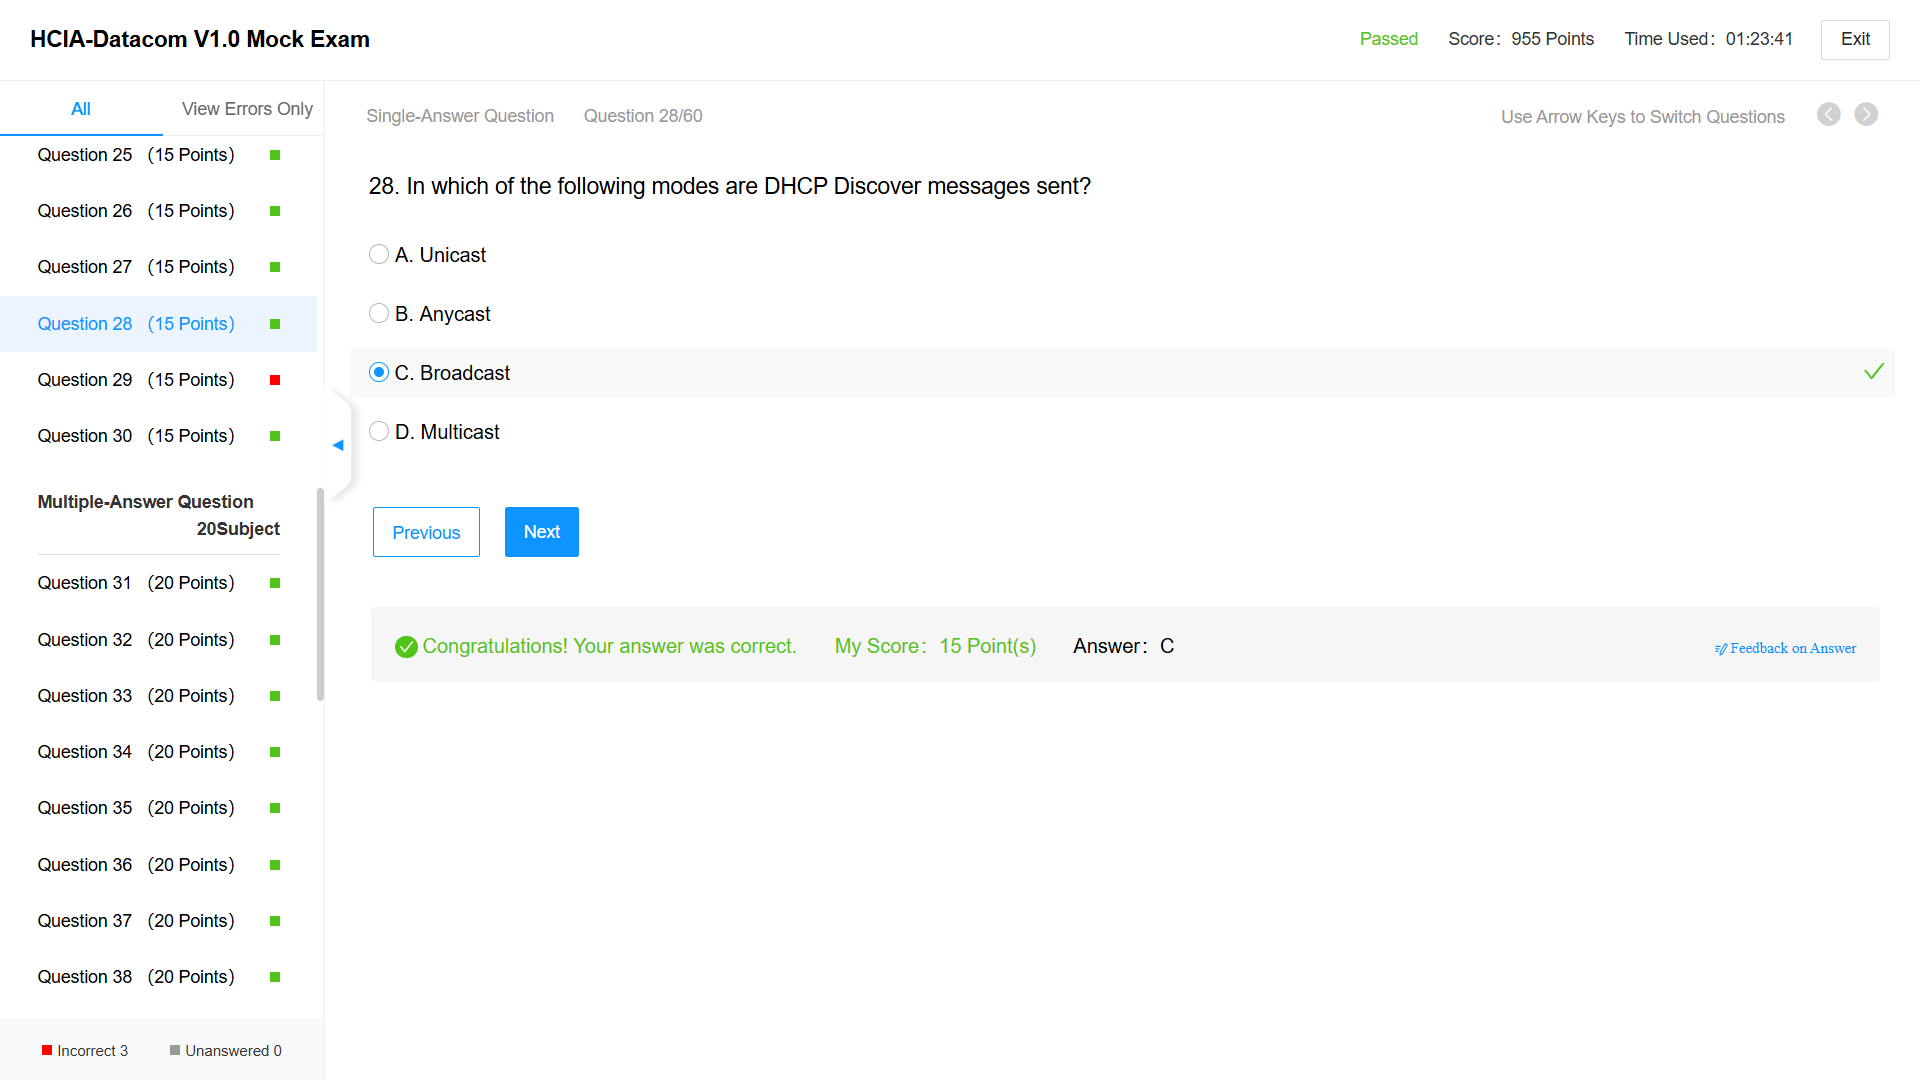 HCIA-Datacom V1.0 Mock Exam
Passed
Score：955 Points
Time Used：01:23:41
Exit
All
View Errors Only
Question 25 (15 Points)
Question 26 (15 Points)
Question 27 (15 Points)
Question 28 (15 Points)
Question 29 (15 Points)
Question 30 (15 Points)
Multiple-Answer Question
20Subject
Question 31 (20 Points)
Question 32 (20 Points)
Question 33 (20 Points)
Question 34 (20 Points)
Question 35 (20 Points)
Question 36 (20 Points)
Question 37 (20 Points)
Question 38 (20 Points)
Incorrect 3
Unanswered 0
Single-Answer Question
Question 28/60
Use Arrow Keys to Switch Questions
28. In which of the following modes are DHCP Discover messages sent?
A. Unicast
B. Anycast
C. Broadcast
D. Multicast
Previous
Next
Congratulations! Your answer was correct.
My Score：15 Point(s)
Answer：C
Feedback on Answer